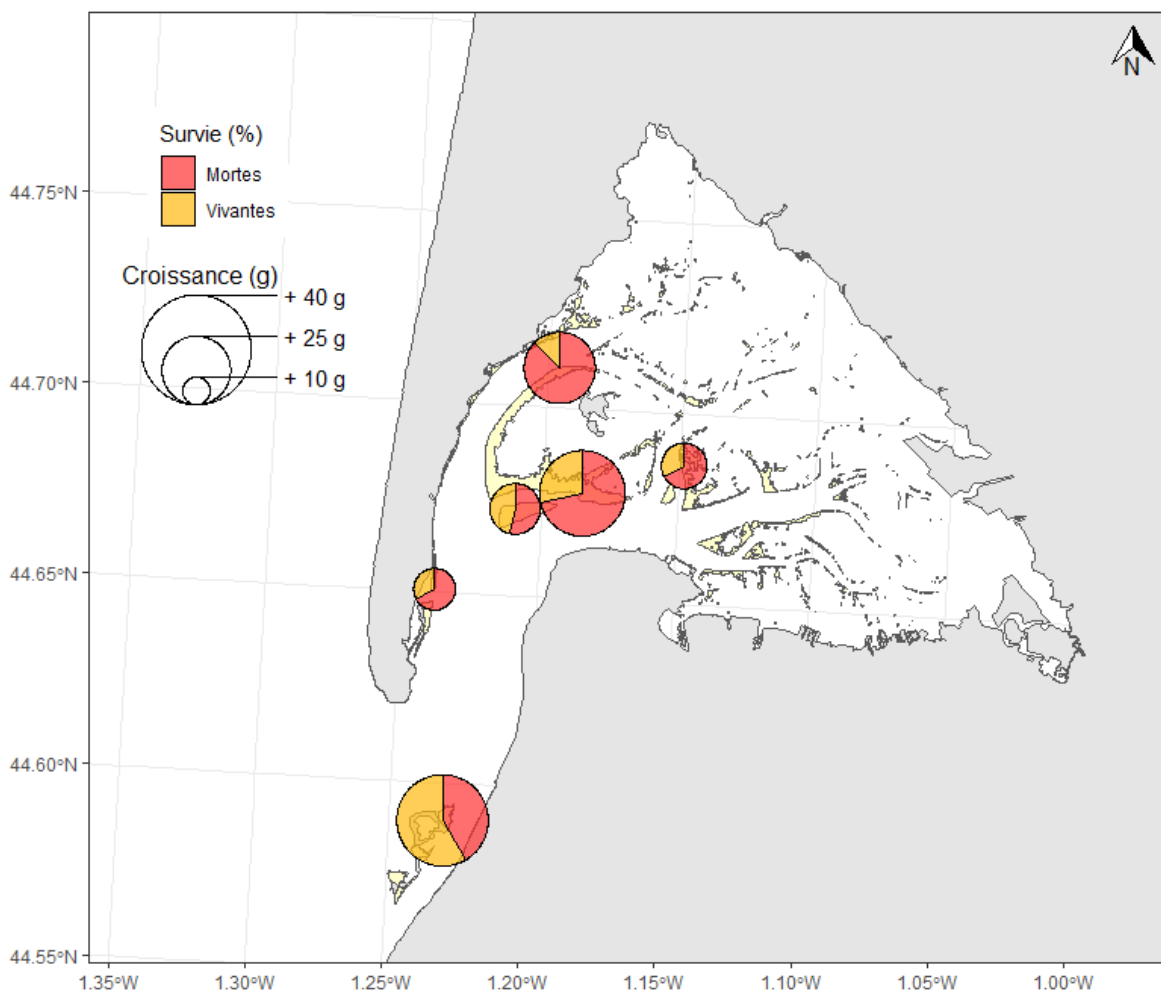 N
Survie (%)
Mortes
Vivantes
Croissance (g)
+ 40 g
+ 25 g
+ 10 g
44.75°N
44.70°N
44.65°N
44.60°N
44.55°N
1.35°W
1.30°W
1.25°W
1.20°W
1.15°W
1.10°W
1.05°W
1.00°W